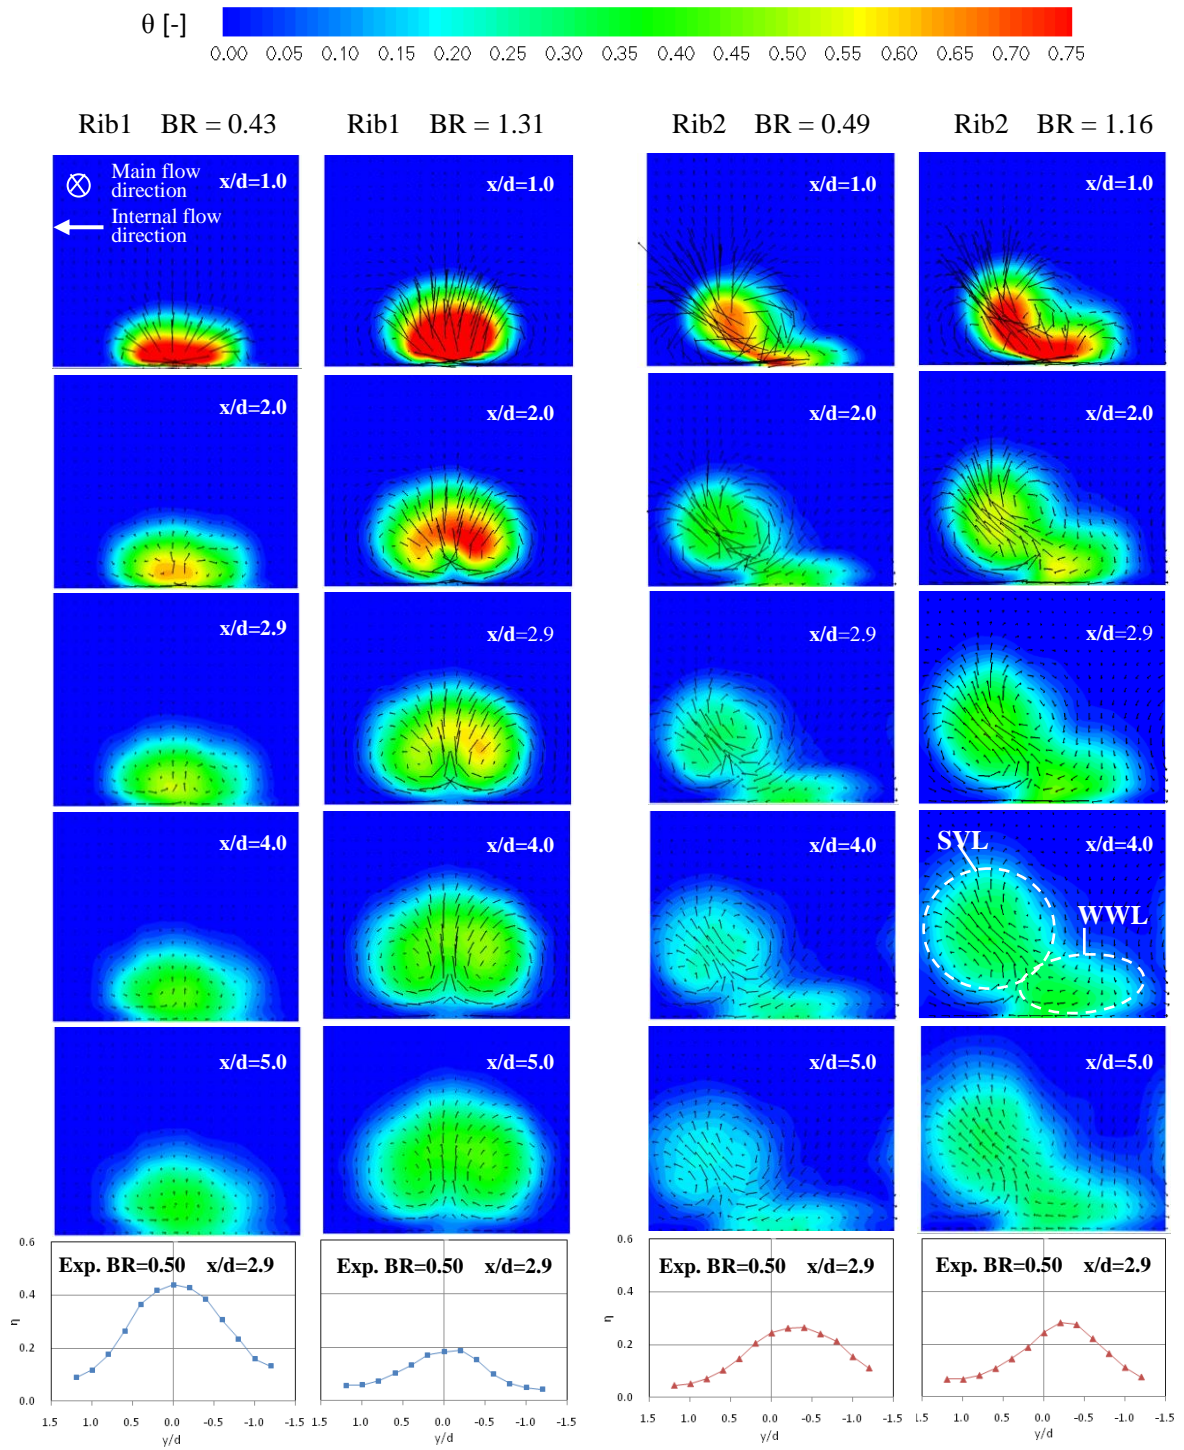 θ [-]
0.00 0.05 0.10 0.15 0.20 0.25 0.30 0.35 0.40 0.45 0.50 0.55 0.60 0.65 0.70 0.75
Rib1 BR = 0.43 Rib1 BR = 1.31 Rib2 BR = 0.49 Rib2 BR = 1.16
Main flow
direction
Internal flow
direction
x/d=1.0 x/d=1.0 x/d=1.0 x/d=1.0
x/d=2.0 x/d=2.0 x/d=2.0 x/d=2.0
x/d=2.9 x/d=2.9 x/d=2.9 x/d=2.9
x/d=4.0 x/d=4.0 x/d=4.0 x/d=4.0
SVL
WWL
x/d=5.0 x/d=5.0 x/d=5.0 x/d=5.0
Exp. BR=0.50 x/d=2.9 Exp. BR=0.50 x/d=2.9 Exp. BR=0.50 x/d=2.9 Exp. BR=0.50 x/d=2.9
0.6 0.6
0.4 0.4
η η
0.2 0.2
0.0 0.0
1.5 1.0 0.5 0.0 -0.5 -1.0 -1.5 1.0 0.5 0.0 -0.5 -1.0 -1.5 1.5 1.0 0.5 0.0 -0.5 -1.0 -1.5 1.0 0.5 0.0 -0.5 -1.0 -1.5
y/d y/d y/d y/d